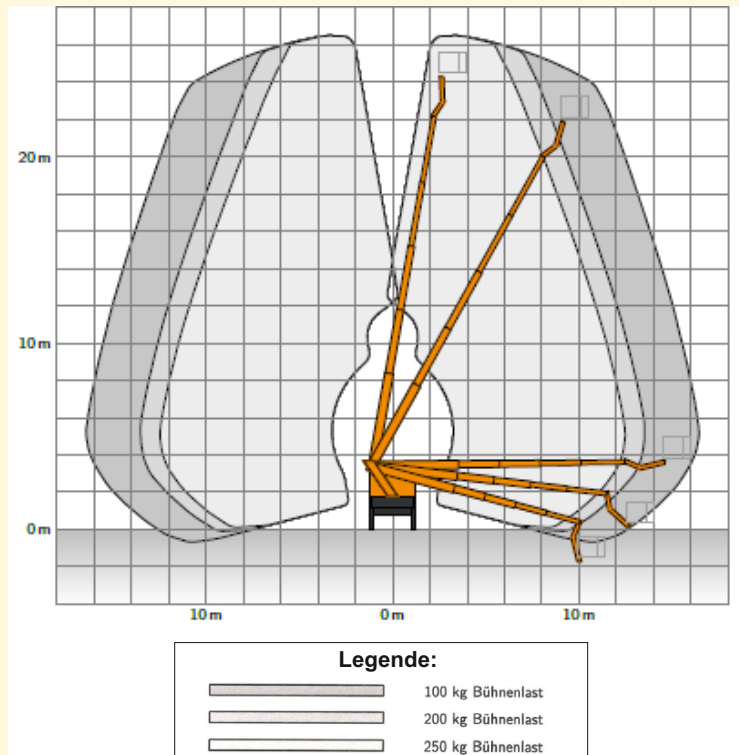 20 m
10 m
0 m
10 m 0 m 10 m
Legende:
100 kg Bühnenlast
200 kg Bühnenlast
250 kg Bühnenlast